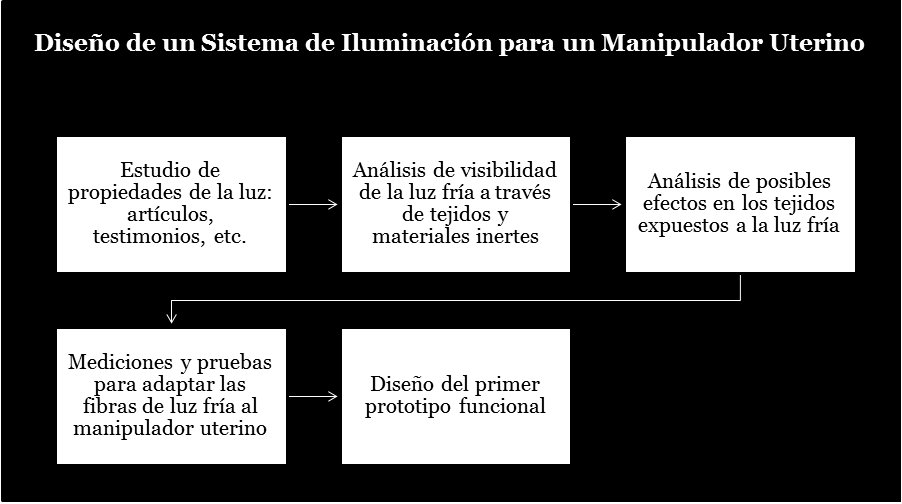 Diseño de un Sistema de Iluminación para un Manipulador Uterino
Estudio de
propiedades de la luz:
artículos,
testimonios, etc.
Análisis de visibilidad
de la luz fría a través
de tejidos y
materiales inertes
Análisis de posibles
efectos en los tejidos
expuestos a la luz fría
Mediciones y pruebas
para adaptar las
fibras de luz fría al
manipulador uterino
Diseño del primer
prototipo funcional